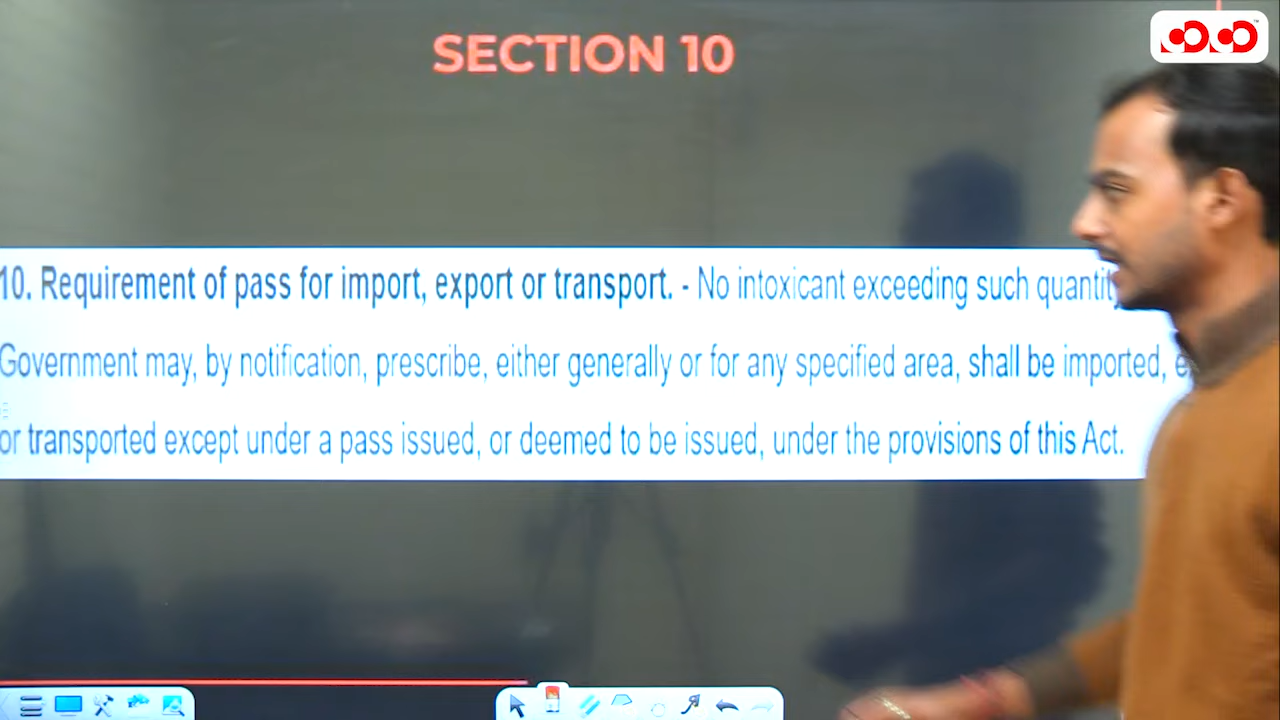 SECTION 10
10. Requirement of pass for import, export or transport. - No intoxicant exceeding such quantity
Government may, by notification, prescribe, either generally or for any specified area, shall be imported,
or transported except under a pass issued, or deemed to be issued, under the provisions of this Act.